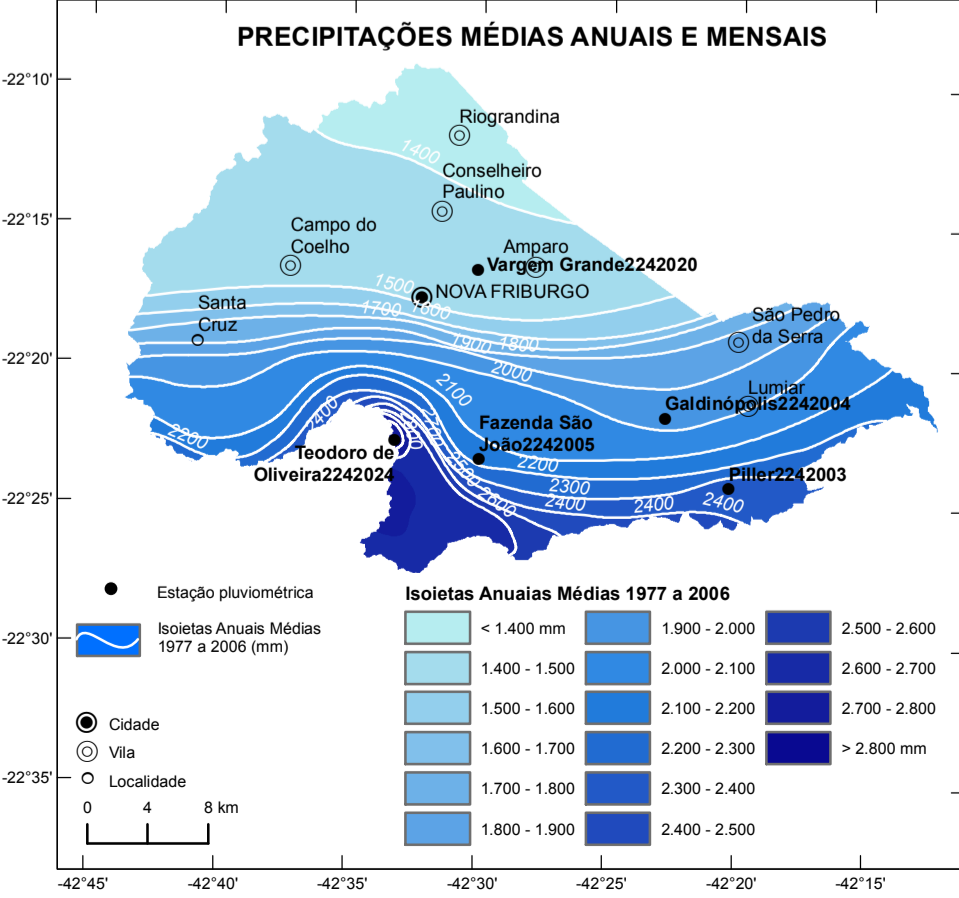 PRECIPITAÇÕES MÉDIAS ANUAIS E MENSAIS
-22°10'
-22°15'
-22°20'
-22°25'
-22°30'
-22°35'
Riograndina
1400
Conselheiro
Paulino
Campo do
Coelho
Amparo
Vargem Grande2242020
1500
NOVA FRIBURGO
1600
1700
Santa
Cruz
São Pedro
da Serra
1800
1900
2000
2100
Lumiar
Galdinópolis2242004
2400
2200
Fazenda São
João2242005
Teodoro de
Oliveira2242024
2200
2300
2500
2600
2400
2400
2400
Piller2242003
Estação pluviométrica
Isoietas Anuais Médias
1977 a 2006 (mm)
Cidade
Vila
Localidade
0 4 8 km
Isoietas Anuaias Médias 1977 a 2006
< 1.400 mm
1.400 - 1.500
1.500 - 1.600
1.600 - 1.700
1.700 - 1.800
1.800 - 1.900
1.900 - 2.000
2.000 - 2.100
2.100 - 2.200
2.200 - 2.300
2.300 - 2.400
2.400 - 2.500
2.500 - 2.600
2.600 - 2.700
2.700 - 2.800
> 2.800 mm
-42°45' -42°40' -42°35' -42°30' -42°25' -42°20' -42°15'